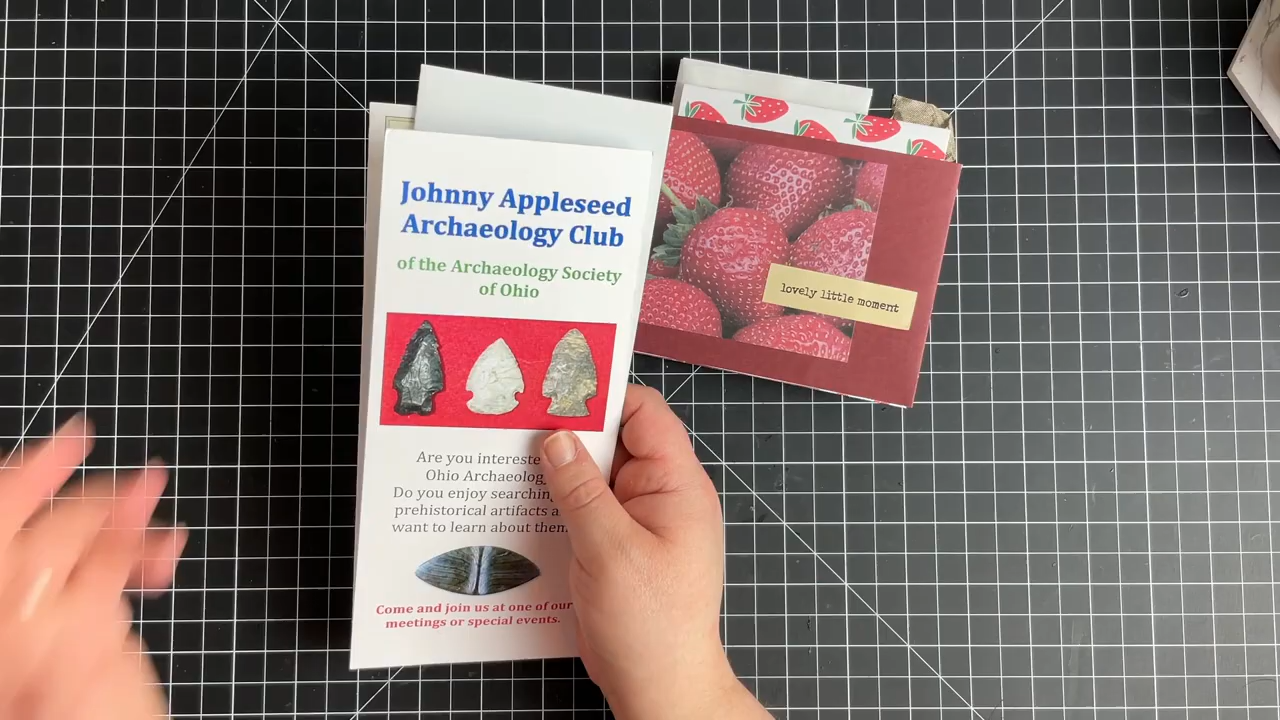 Johnny Appleseed
Archaeology Club
of the Archaeology Society
of Ohio
Are you intereste
Ohio Archaeolog
Do you enjoy searching
prehistorical artifacts a
want to learn about them
Come and join us at one of our
meetings or special events.
lovely little moment